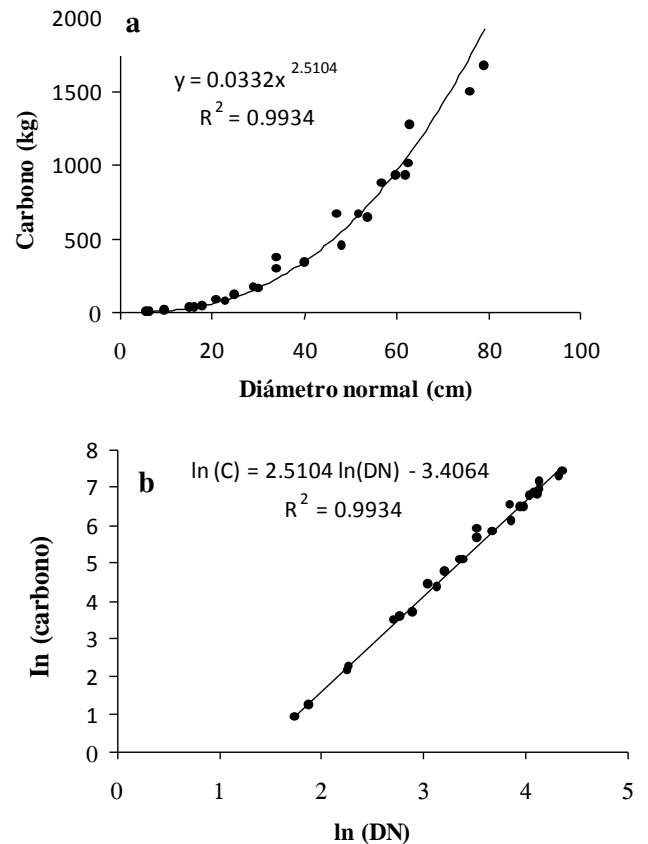 a
2000
1500
1000
500
0
y = 0.0332x^2.5104
R^2 = 0.9934
Carbono (kg)
0 20 40 60 80 100
Diámetro normal (cm)
b
8
7
6
5
4
3
2
1
0
ln (C) = 2.5104 ln(DN) - 3.4064
R^2 = 0.9934
ln (carbono)
0 1 2 3 4 5
ln (DN)